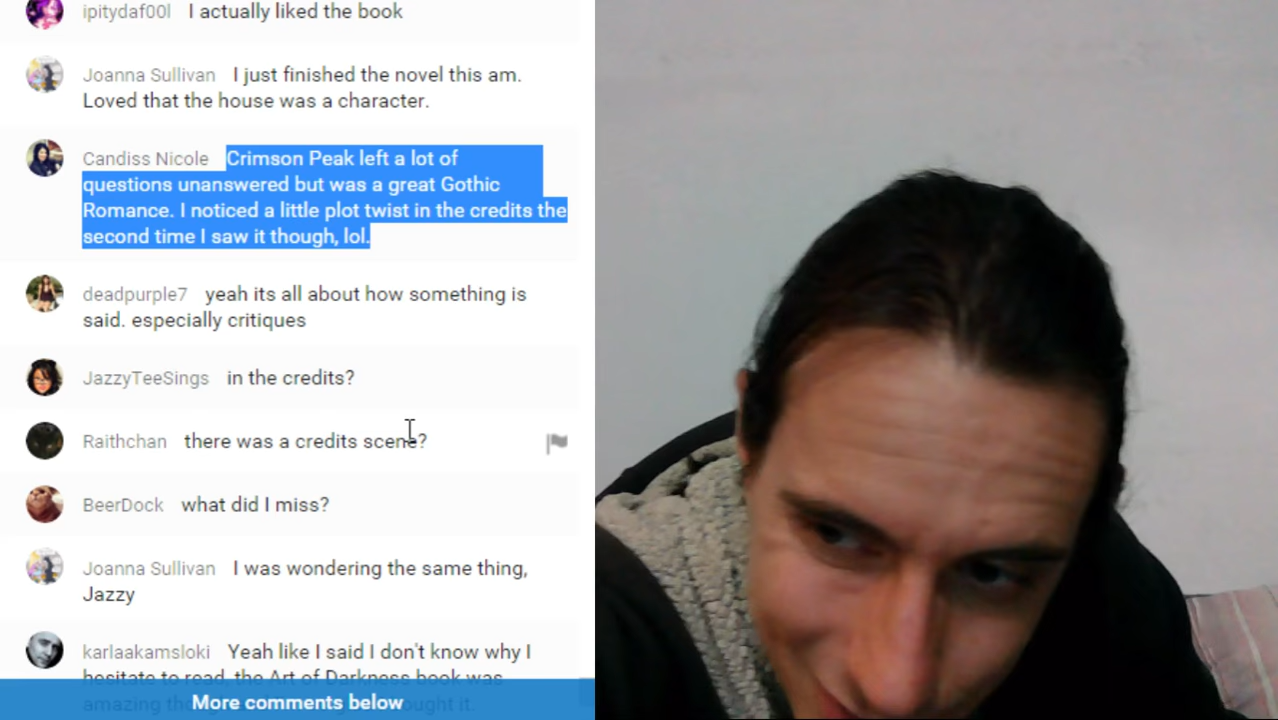 ipitydaf00l I actually liked the book
Joanna Sullivan I just finished the novel this am.
Loved that the house was a character.
Candiss Nicole Crimson Peak left a lot of
questions unanswered but was a great Gothic
Romance. I noticed a little plot twist in the credits the
second time I saw it though, lol.
deadpurple7 yeah its all about how something is
said. especially critiques
JazzyTeeSings in the credits?
Raithchan there was a credits scene?
BeerDock what did I miss?
Joanna Sullivan I was wondering the same thing,
Jazzy
karlaakamsloki Yeah like I said I don't know why I
hesitate to read. the Art of Darkness book was
amazing ought it.
More comments below